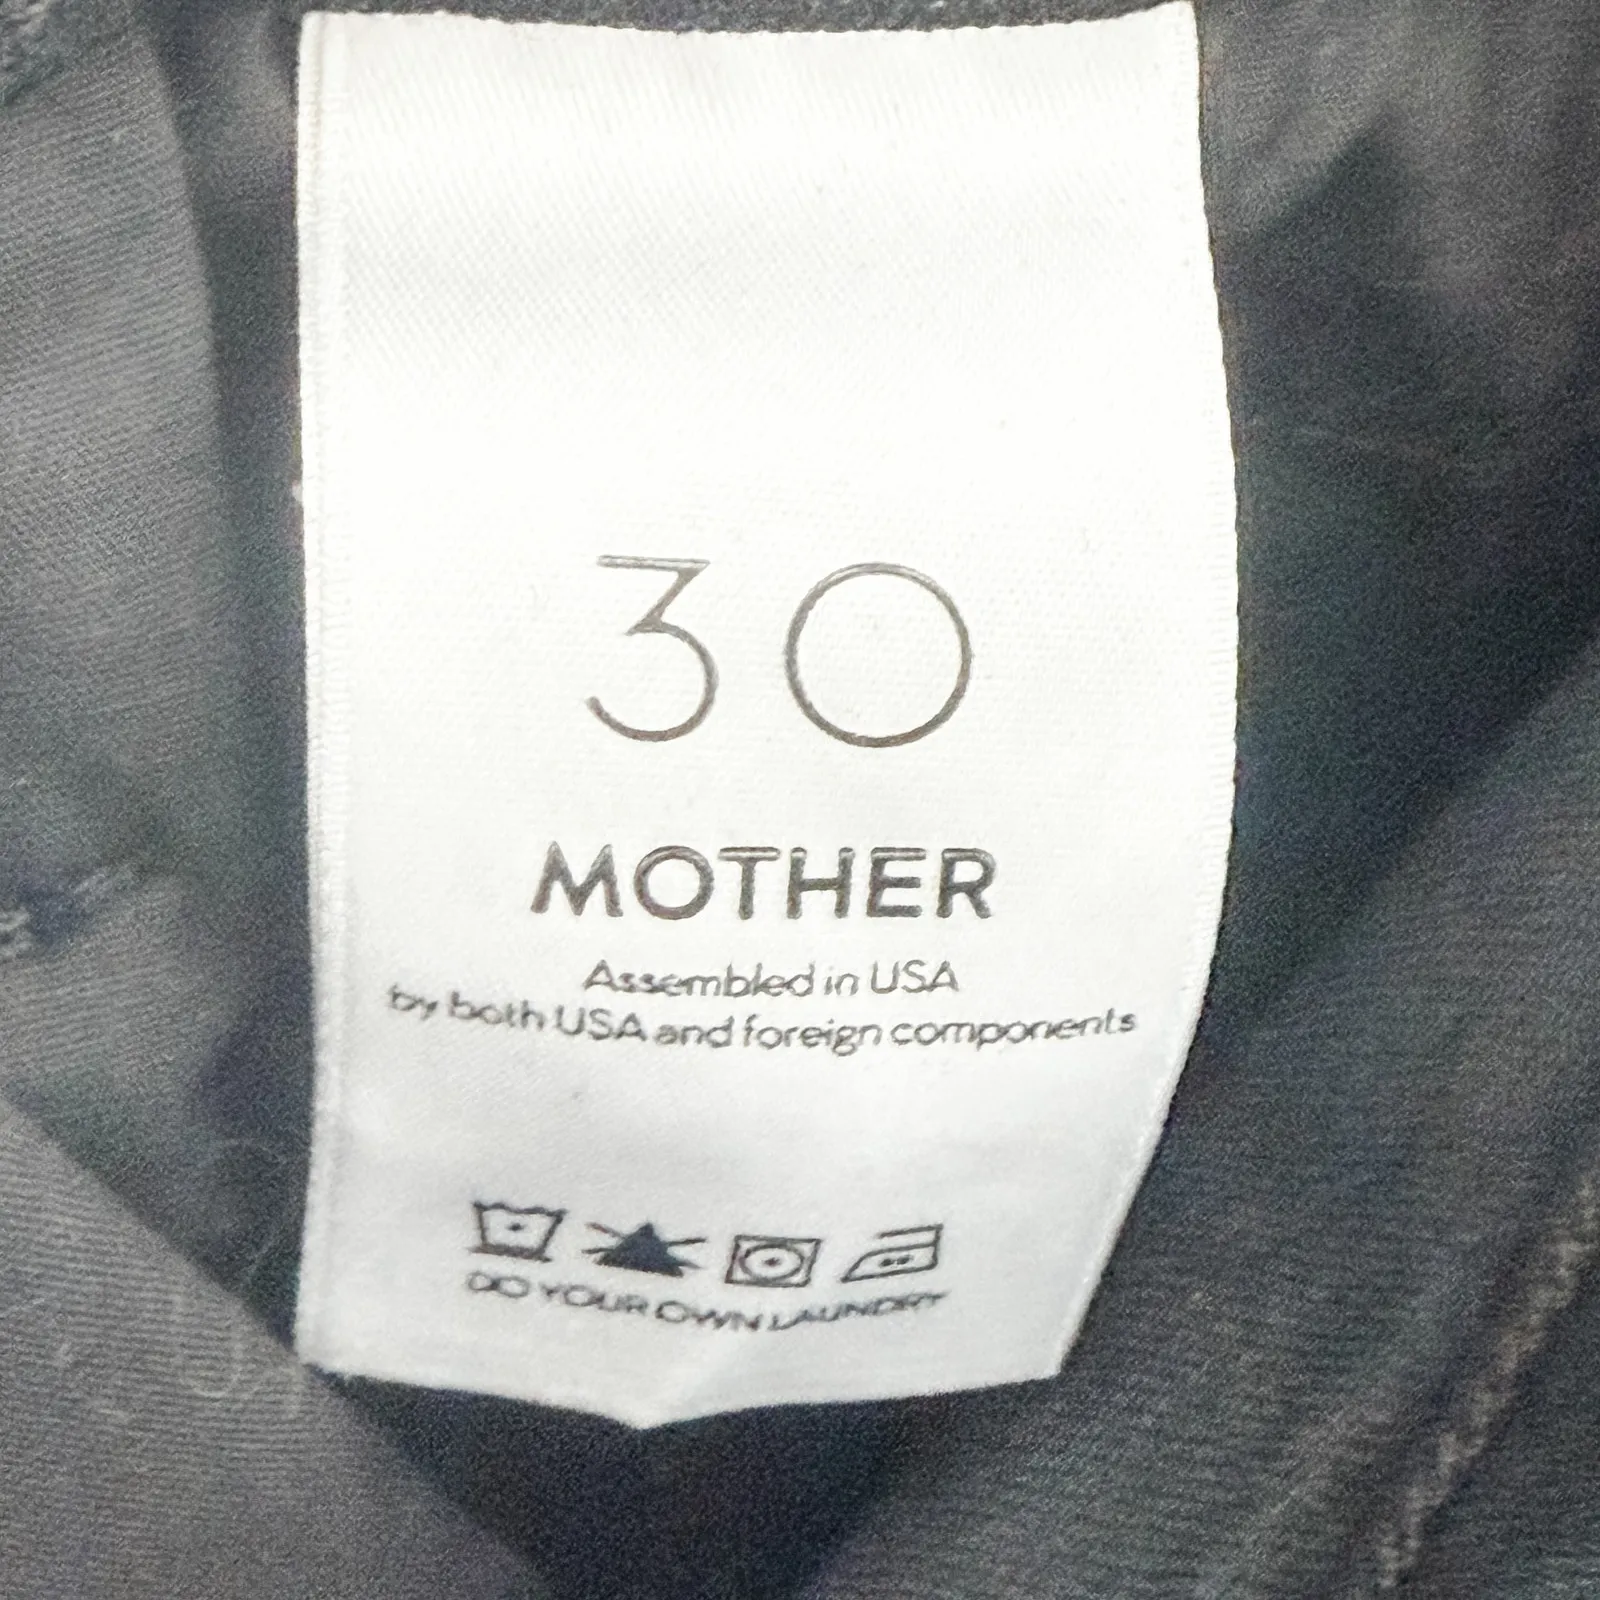 30
MOTHER
Assembled in USA
by both USA and foreign components
DO YOUR OWN LAUNDRY